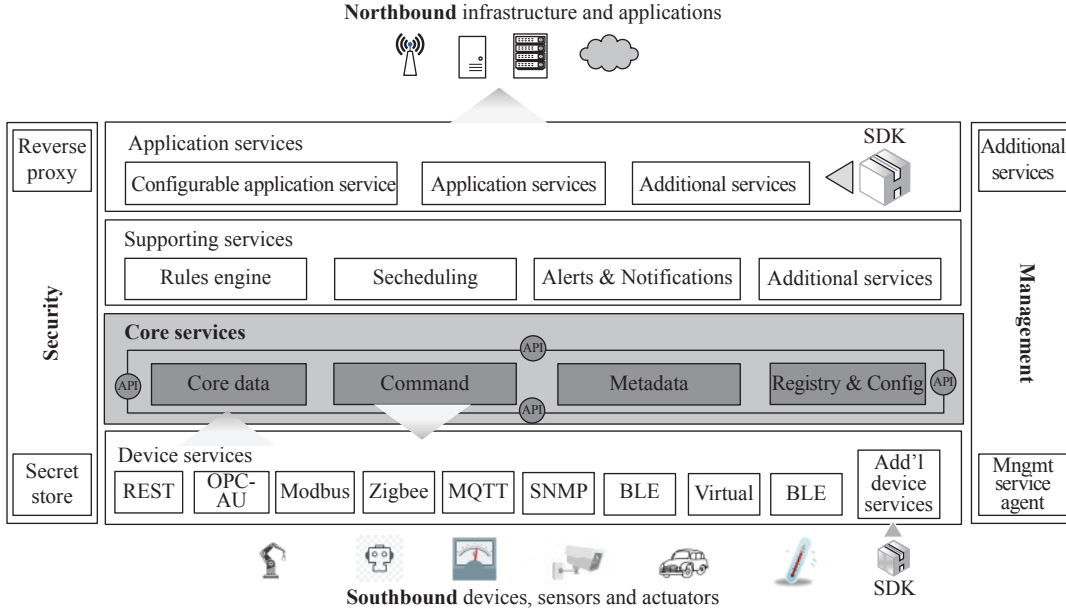 Northbound infrastructure and applications
Reverse
proxy
Security
Secret
store
Application services
SDK
Configurable application service
Application services
Additional services
Supporting services
Rules engine
Secheduling
Alerts & Notifications
Additional services
Core services
API
API
Core data
Command
Metadata
Registry & Config
API
API
Device services
REST
OPC-
AU
Modbus
Zigbee
MQTT
SNMP
BLE
Virtual
BLE
Add'l
device
services
Additional
services
Management
Mngmt
service
agent
SDK
Southbound devices, sensors and actuators